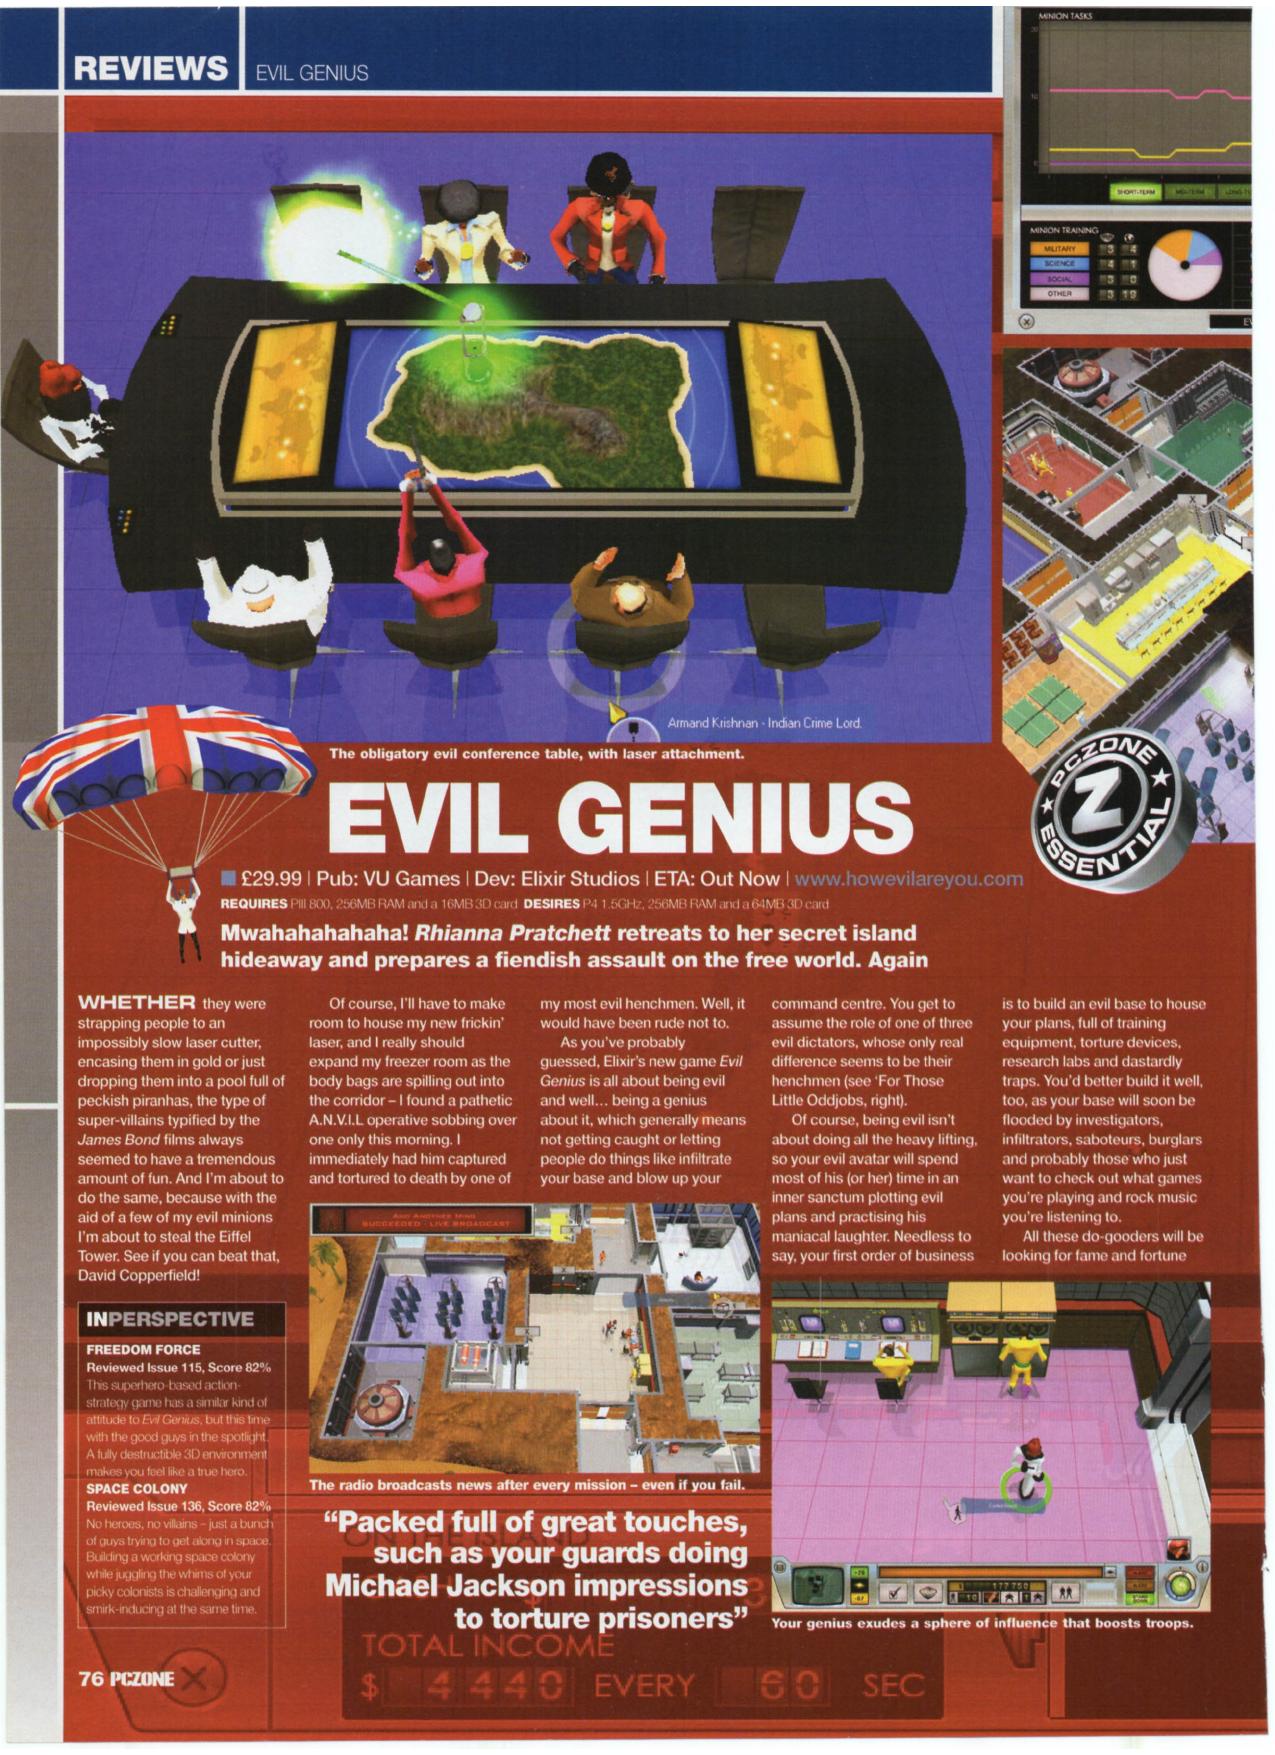 REVIEWS EVIL GENIUS
MINION TASKS
SHORT-TERM MID-TERM
MINION TRAINING
MILITARY 3 4
SCIENCE 4 1
SOCIAL 3 0
OTHER 3 19
Armand Krishnan - Indian Crime Lord.
The obligatory evil conference table, with laser attachment.
PCZONE
Z
ESSENTIAL
EVIL GENIUS
£29.99 | Pub: VU Games | Dev: Elixir Studios | ETA: Out Now | www.howevilareyou.com
REQUIRES PIII 800, 256MB RAM and a 16MB 3D card DESIRES P4 1.5GHz, 256MB RAM and a 64MB 3D card
Mwahahahahaha! Rhianna Pratchett retreats to her secret island
hideaway and prepares a fiendish assault on the free world. Again
WHETHER they were
strapping people to an
impossibly slow laser cutter,
encasing them in gold or just
dropping them into a pool full of
peckish piranhas, the type of
super-villains typified by the
James Bond films always
seemed to have a tremendous
amount of fun. And I'm about to
do the same, because with the
aid of a few of my evil minions
I'm about to steal the Eiffel
Tower. See if you can beat that,
David Copperfield!
Of course, I'll have to make
room to house my new frickin'
laser, and I really should
expand my freezer room as the
body bags are spilling out into
the corridor – I found a pathetic
A.N.V.I.L operative sobbing over
one only this morning. I
immediately had him captured
and tortured to death by one of
my most evil henchmen. Well, it
would have been rude not to.
As you've probably
guessed, Elixir's new game Evil
Genius is all about being evil
and well... being a genius
about it, which generally means
not getting caught or letting
people do things like infiltrate
your base and blow up your
command centre. You get to
assume the role of one of three
evil dictators, whose only real
difference seems to be their
henchmen (see 'For Those
Little Oddjobs, right).
Of course, being evil isn't
about doing all the heavy lifting,
so your evil avatar will spend
most of his (or her) time in an
inner sanctum plotting evil
plans and practising his
maniacal laughter. Needless to
say, your first order of business
is to build an evil base to house
your plans, full of training
equipment, torture devices,
research labs and dastardly
traps. You'd better build it well,
too, as your base will soon be
flooded by investigators,
infiltrators, saboteurs, burglars
and probably those who just
want to check out what games
you're playing and rock music
you're listening to.
All these do-gooders will be
looking for fame and fortune
INPERSPECTIVE
FREEDOM FORCE
Reviewed Issue 115, Score 82%
This superhero-based action-
strategy game has a similar kind of
attitude to Evil Genius, but this time
with the good guys in the spotlight.
A fully destructible 3D environment
makes you feel like a true hero.
SPACE COLONY
Reviewed Issue 136, Score 82%
No heroes, no villains – just a bunch
of guys trying to get along in space.
Building a working space colony
while juggling the whims of your
picky colonists is challenging and
smirk-inducing at the same time.
AND ANOTHER MIND
SUCCEEDED - LIVE BROADCAST
The radio broadcasts news after every mission – even if you fail.
"Packed full of great touches,
such as your guards doing
Michael Jackson impressions
to torture prisoners"
177 750
Your genius exudes a sphere of influence that boosts troops.
ON THE ISLAND
TOTAL INCOME
$ 4440 EVERY 60 SEC
76 PCZONE